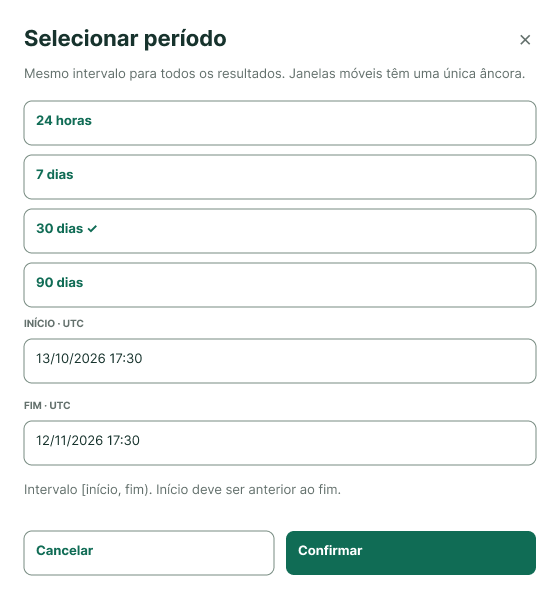 Selecionar período
×
Mesmo intervalo para todos os resultados. Janelas móveis têm uma única âncora.
24 horas
7 dias
30 dias ✓
90 dias
INÍCIO · UTC
13/10/2026 17:30
FIM · UTC
12/11/2026 17:30
Intervalo [início, fim). Início deve ser anterior ao fim.
Cancelar
Confirmar